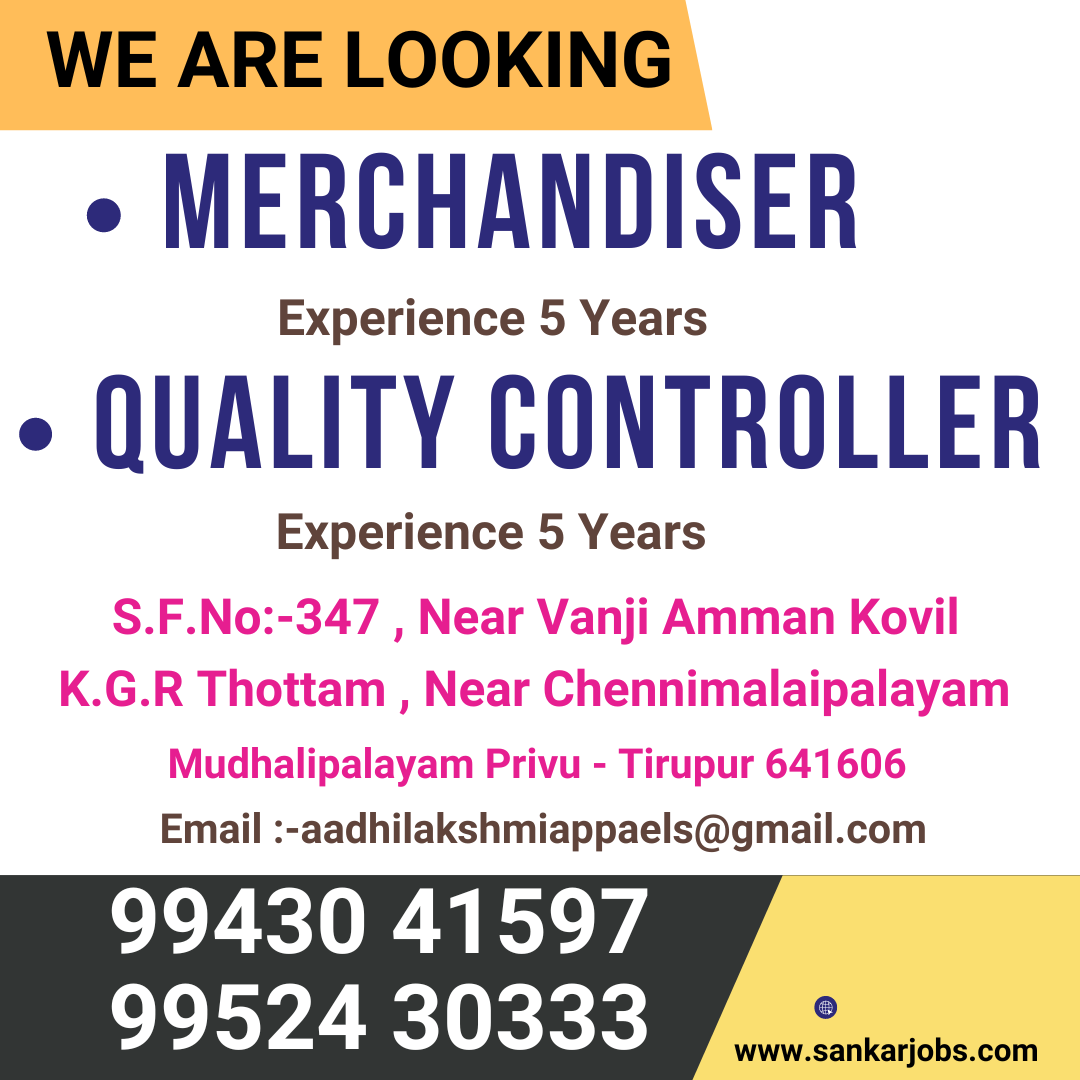 WE ARE LOOKING
• MERCHANDISER
Experience 5 Years
• QUALITY CONTROLLER
Experience 5 Years
S.F.No:-347 , Near Vanji Amman Kovil
K.G.R Thottam , Near Chennimalaipalayam
Mudhalipalayam Privu - Tirupur 641606
Email :-aadhilakshmiappaels@gmail.com
99430 41597
99524 30333
www.sankarjobs.com